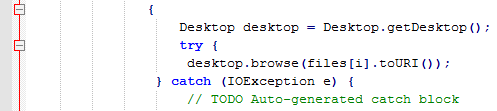 {
Desktop desktop = Desktop.getDesktop();
try {
desktop.browse(files[i].toURI());
} catch (IOException e) {
// TODO Auto-generated catch block